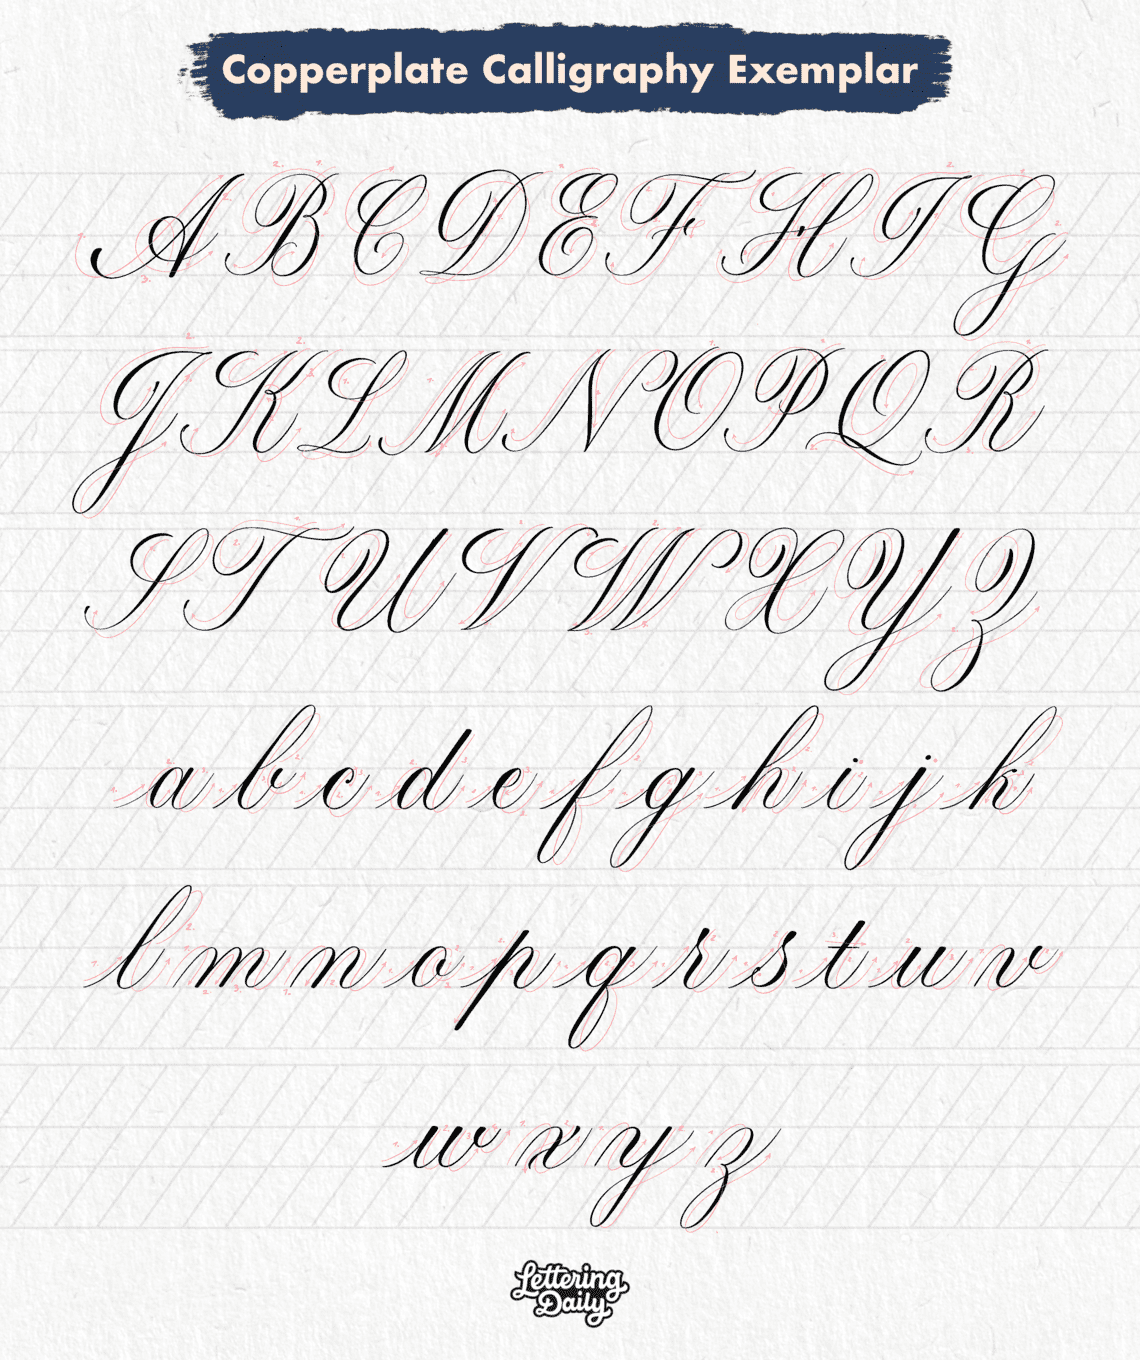 Copperplate Calligraphy Exemplar
A B C D E F H I G
J K L M N O P Q R
S T U V W X Y Z
a b c d e f g h i j k
l m n o p q r s t u v
w x y z
Lettering
Daily